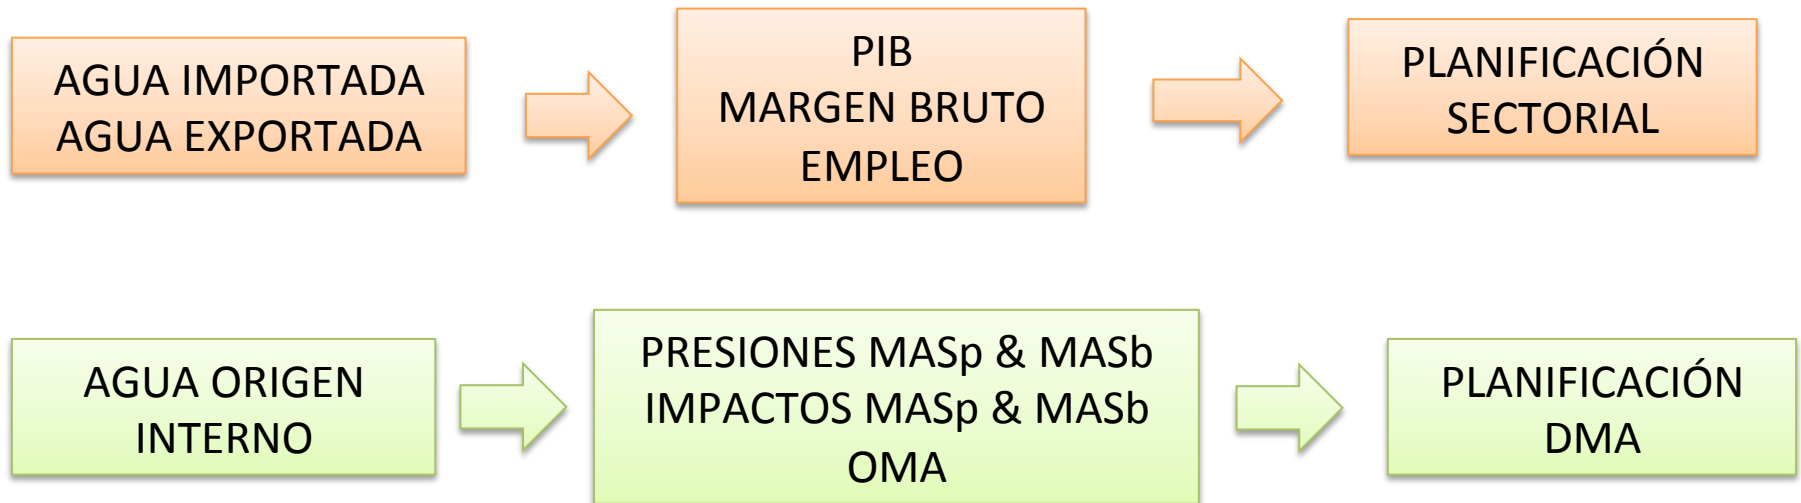 AGUA IMPORTADA
AGUA EXPORTADA
PIB
MARGEN BRUTO
EMPLEO
PLANIFICACIÓN
SECTORIAL
AGUA ORIGEN
INTERNO
PRESIONES MASp & MASb
IMPACTOS MASp & MASb
OMA
PLANIFICACIÓN
DMA